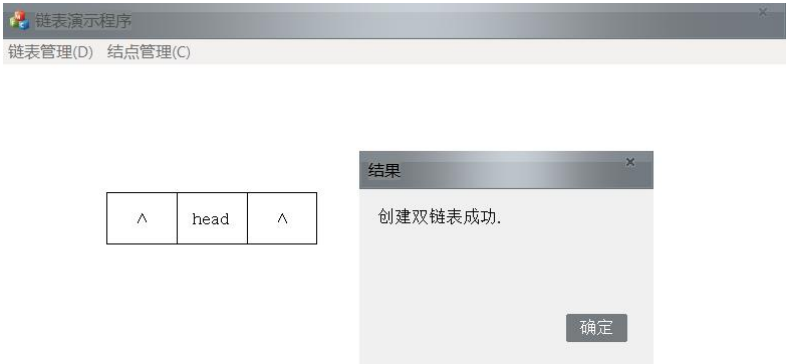 链表演示程序
链表管理(D) 结点管理(C)
∧ head ∧
结果
创建双链表成功.
确定